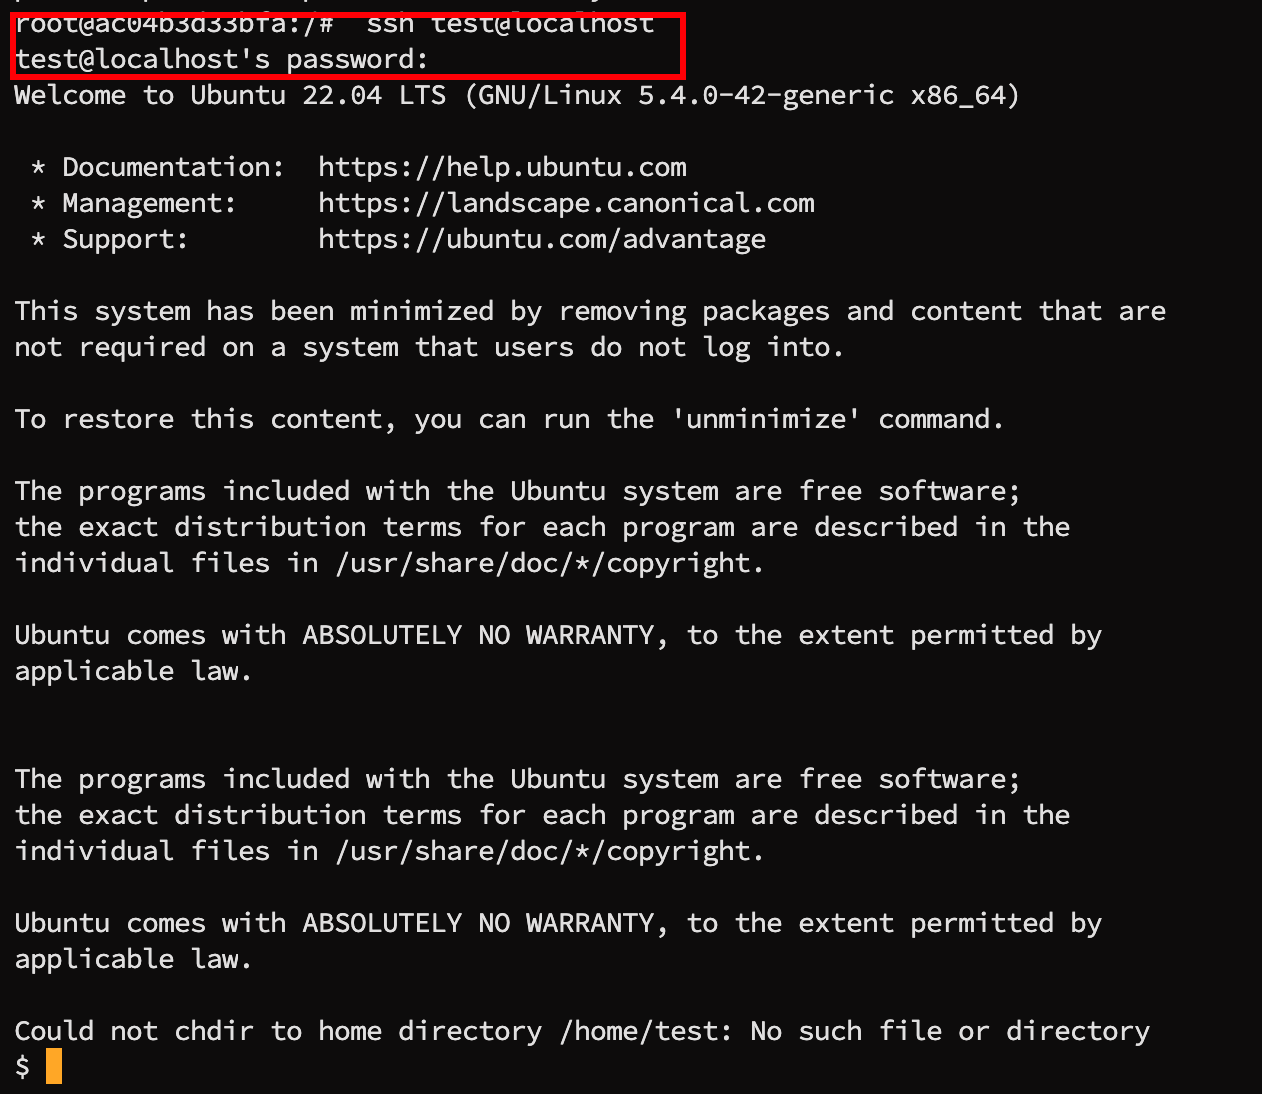 root@ac04b3d33bfa:/#  ssh test@localhost
test@localhost's password:
Welcome to Ubuntu 22.04 LTS (GNU/Linux 5.4.0-42-generic x86_64)

 * Documentation:  https://help.ubuntu.com
 * Management:     https://landscape.canonical.com
 * Support:        https://ubuntu.com/advantage

This system has been minimized by removing packages and content that are
not required on a system that users do not log into.

To restore this content, you can run the 'unminimize' command.

The programs included with the Ubuntu system are free software;
the exact distribution terms for each program are described in the
individual files in /usr/share/doc/*/copyright.

Ubuntu comes with ABSOLUTELY NO WARRANTY, to the extent permitted by
applicable law.


The programs included with the Ubuntu system are free software;
the exact distribution terms for each program are described in the
individual files in /usr/share/doc/*/copyright.

Ubuntu comes with ABSOLUTELY NO WARRANTY, to the extent permitted by
applicable law.

Could not chdir to home directory /home/test: No such file or directory
$